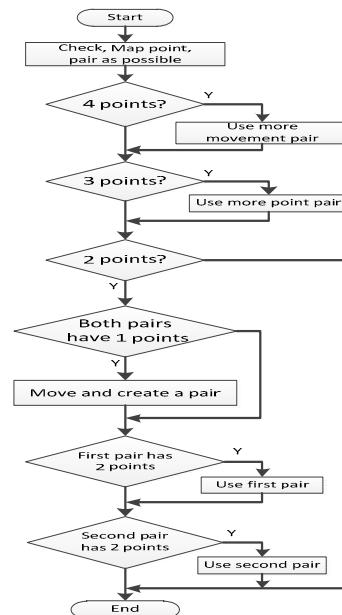 Start
Check, Map point,
pair as possible
4 points?
Y
Use more
movement pair
3 points?
Y
Use more point pair
2 points?
Y
Both pairs
have 1 points
Y
Move and create a pair
First pair has
2 points
Y
Use first pair
Second pair
has 2 points
Y
Use second pair
End